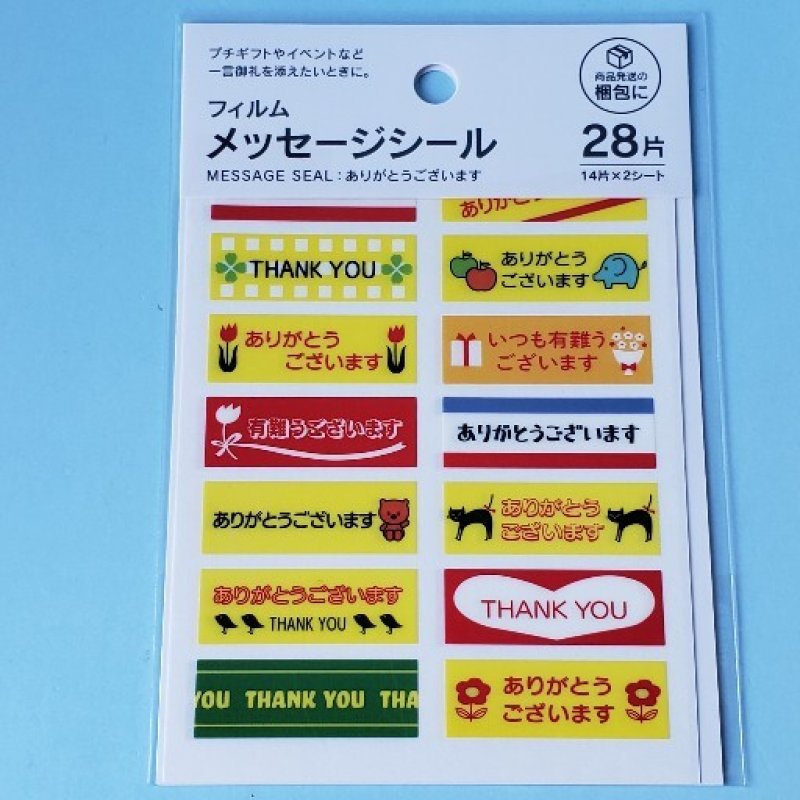 プチギフトやイベントなど
一言御礼を添えたいときに。
商品発送の
梱包に
フィルム
メッセージシール
28片
MESSAGE SEAL：ありがとうございます
14片×2シート
THANK YOU
ありがとう
ございます
ありがとう
ございます
いつも有難う
ございます
有難うございます
ありがとうございます
ありがとうございます
ありがとう
ございます
ありがとうございます
THANK YOU
THANK YOU
YOU THANK YOU THA
ありがとう
ございます